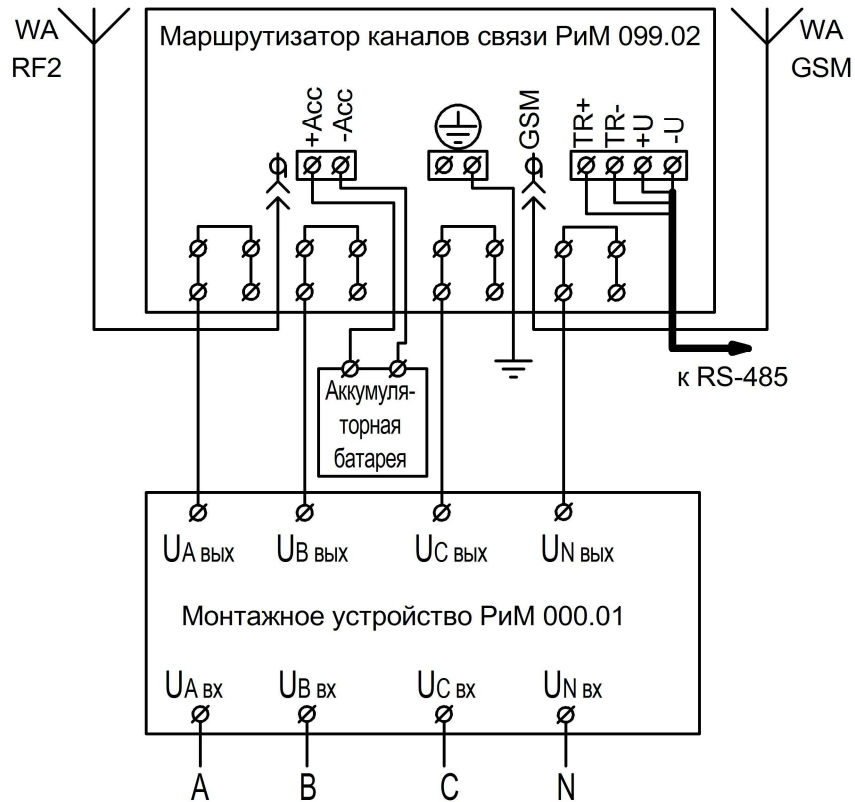 WA
RF2
Маршрутизатор каналов связи РиМ 099.02
WA
GSM
+Acc
-Acc
GSM
TR+
TR-
+U
-U
к RS-485
Аккумуля-
торная
батарея
UA вых
UB вых
UC вых
UN вых
Монтажное устройство РиМ 000.01
UA вх
UB вх
UC вх
UN вх
A
B
C
N